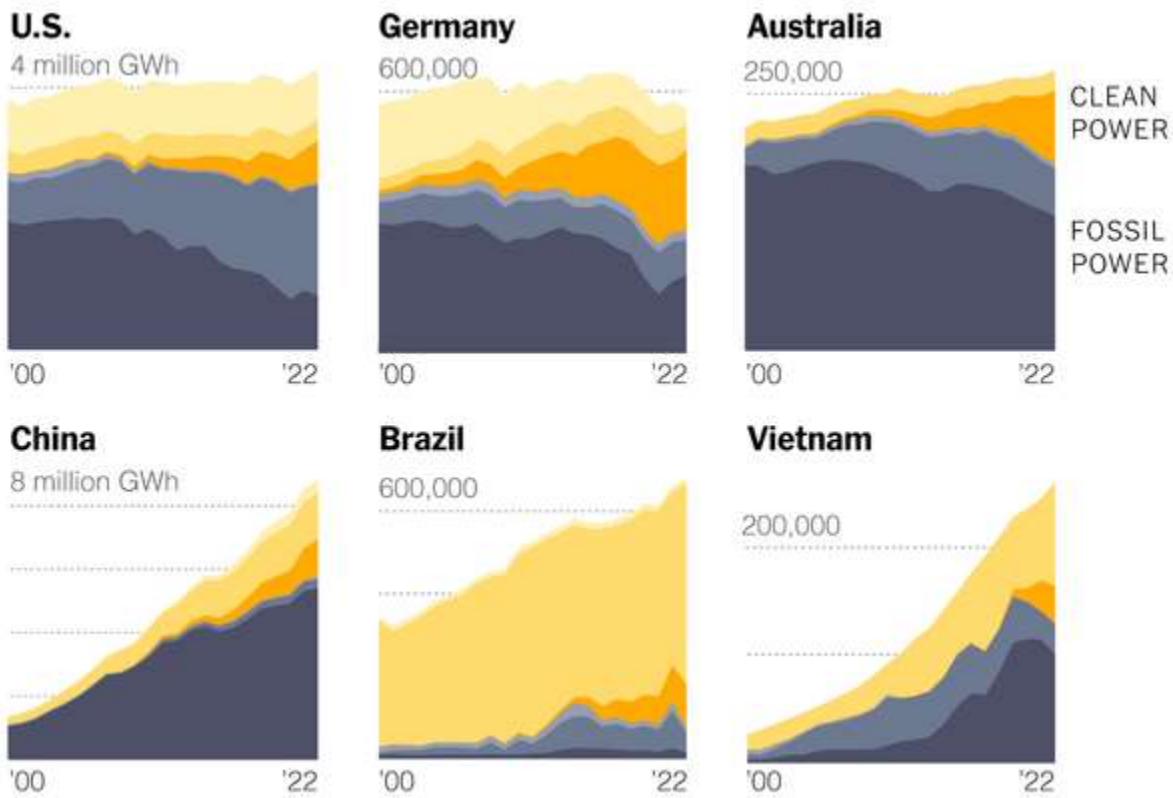 U.S.
4 million GWh
'00
'22
Germany
600,000
'00
'22
Australia
250,000
'00
'22
CLEAN
POWER
FOSSIL
POWER
China
8 million GWh
'00
'22
Brazil
600,000
'00
'22
Vietnam
200,000
'00
'22